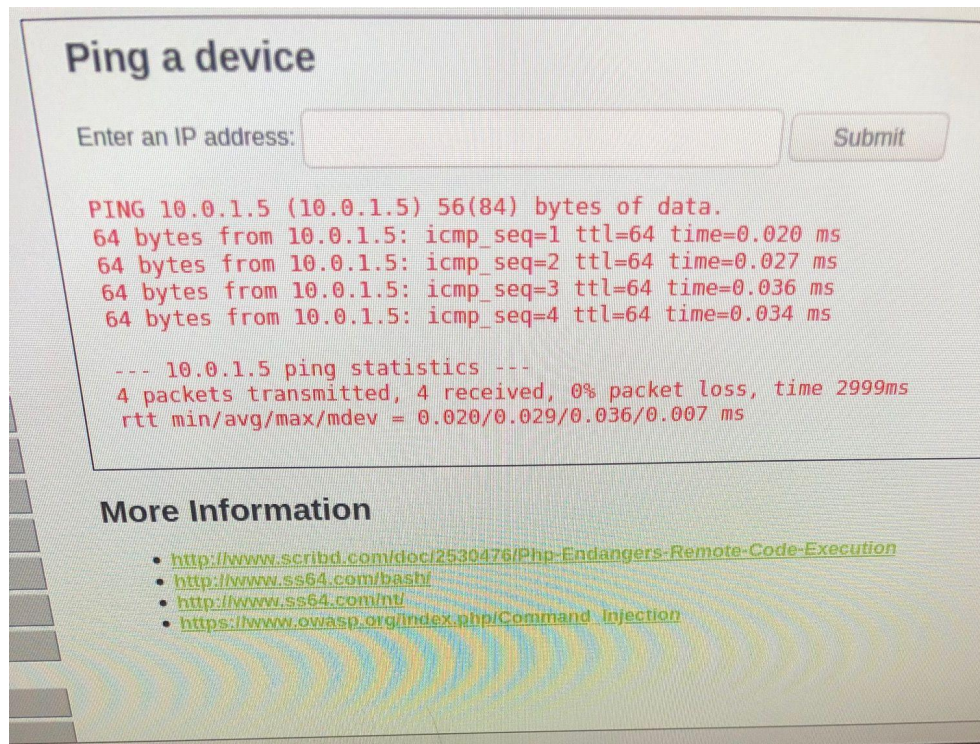 Ping a device
Enter an IP address: Submit
PING 10.0.1.5 (10.0.1.5) 56(84) bytes of data.
64 bytes from 10.0.1.5: icmp_seq=1 ttl=64 time=0.020 ms
64 bytes from 10.0.1.5: icmp_seq=2 ttl=64 time=0.027 ms
64 bytes from 10.0.1.5: icmp_seq=3 ttl=64 time=0.036 ms
64 bytes from 10.0.1.5: icmp_seq=4 ttl=64 time=0.034 ms
--- 10.0.1.5 ping statistics ---
4 packets transmitted, 4 received, 0% packet loss, time 2999ms
rtt min/avg/max/mdev = 0.020/0.029/0.036/0.007 ms
More Information
http://www.scribd.com/doc/2530476/Php-Endangers-Remote-Code-Execution
http://www.ss64.com/bash/
http://www.ss64.com/nt/
https://www.owasp.org/index.php/Command_Injection